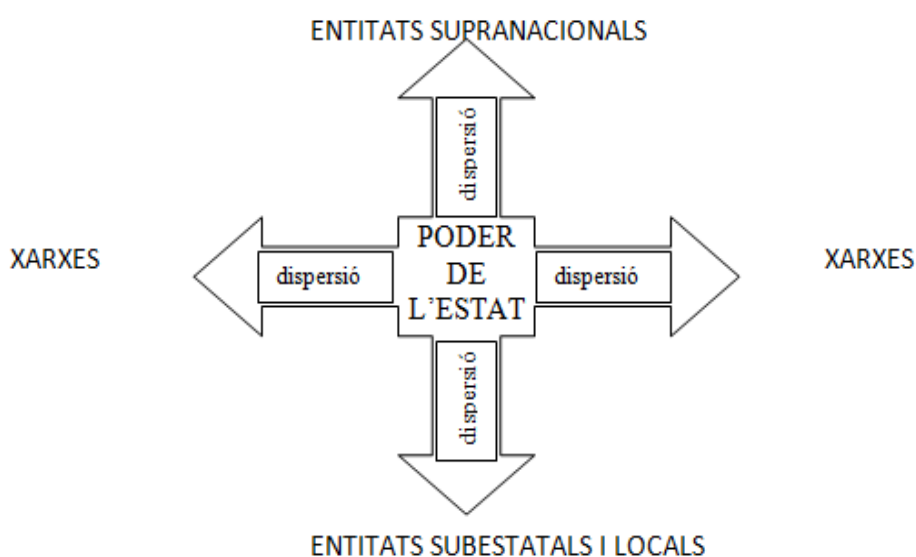 ENTITATS SUPRANACIONALS
dispersió
XARXES
dispersió
PODER
DE
L'ESTAT
dispersió
XARXES
dispersió
ENTITATS SUBESTATALS I LOCALS